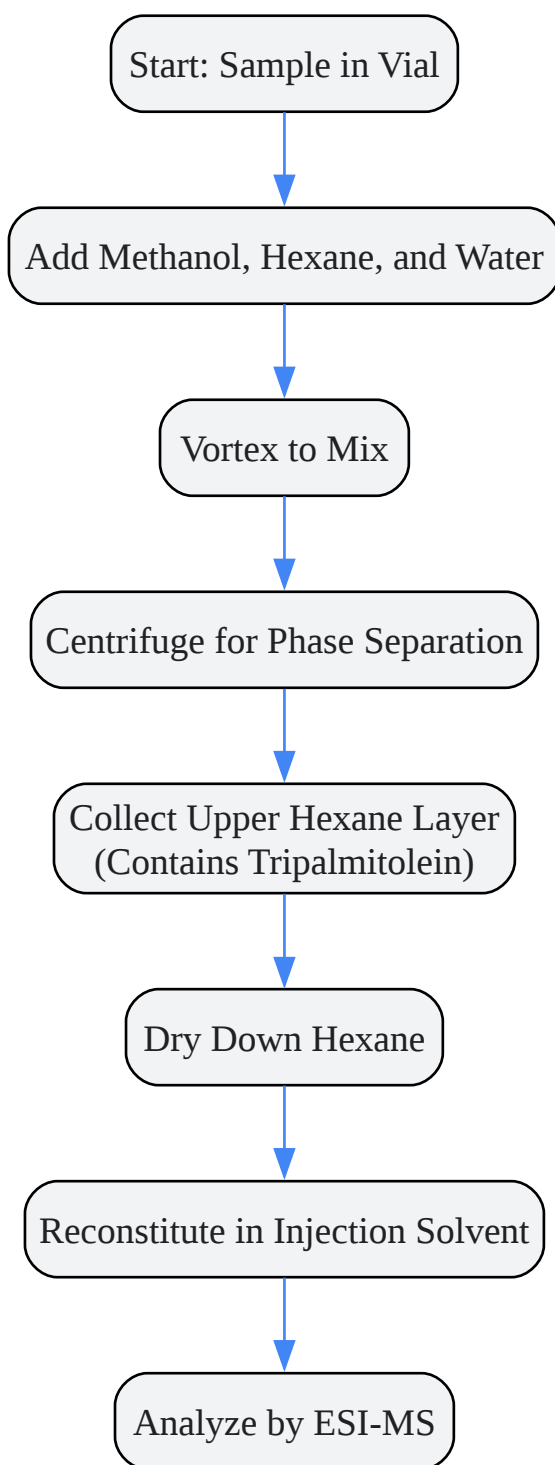 Start: Sample in Vial
Add Methanol, Hexane, and Water
Vortex to Mix
Centrifuge for Phase Separation
Collect Upper Hexane Layer
(Contains Tripalmitolein)
Dry Down Hexane
Reconstitute in Injection Solvent
Analyze by ESI-MS